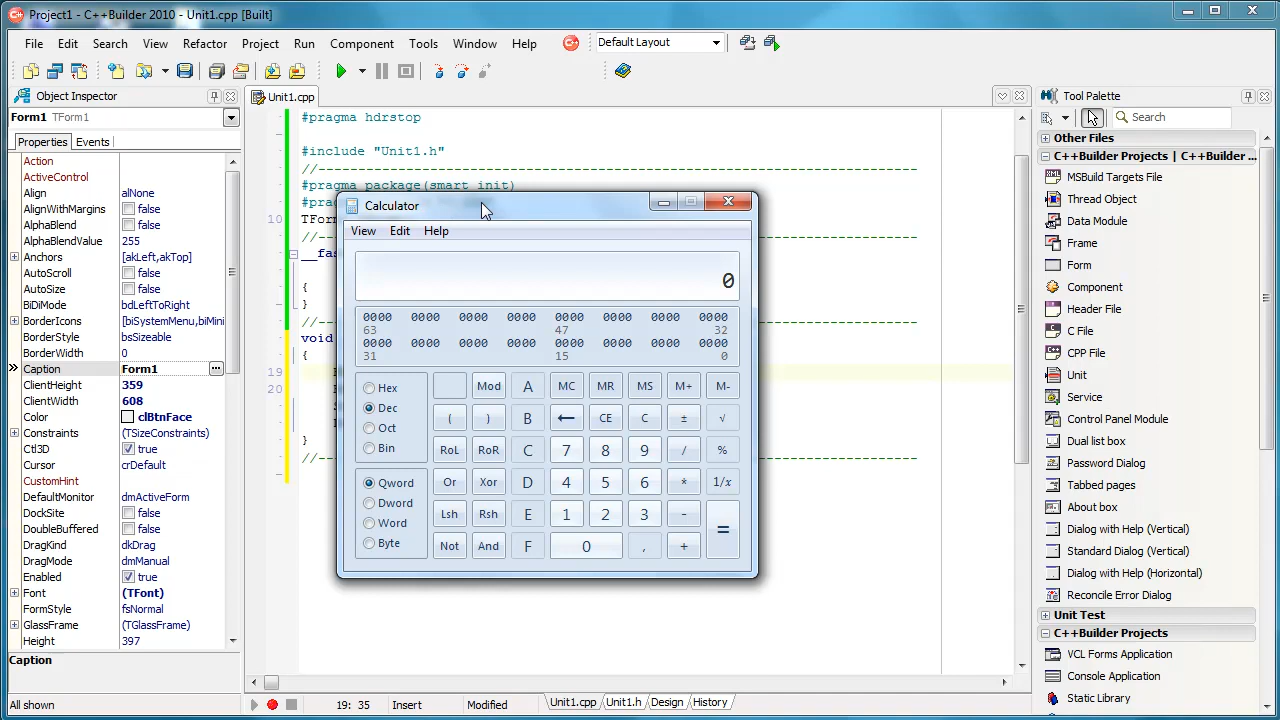 Project1 - C++Builder 2010 - Unit1.cpp [Built]
File Edit Search View Refactor Project Run Component Tools Window Help Default Layout
Object Inspector
Form1 TForm1
Properties Events
Action
ActiveControl
Align alNone
AlignWithMargins false
AlphaBlend false
AlphaBlendValue 255
Anchors [akLeft,akTop]
AutoScroll false
AutoSize false
BiDiMode bdLeftToRight
BorderIcons [biSystemMenu,biMini
BorderStyle bsSizeable
BorderWidth 0
Caption Form1
ClientHeight 359
ClientWidth 608
Color clBtnFace
Constraints (TSizeConstraints)
Ctl3D true
Cursor crDefault
CustomHint
DefaultMonitor dmActiveForm
DockSite false
DoubleBuffered false
DragKind dkDrag
DragMode dmManual
Enabled true
Font (TFont)
FormStyle fsNormal
GlassFrame (TGlassFrame)
Height 397
Caption
All shown
Unit1.cpp
#pragma hdrstop
#include "Unit1.h"
//
#pragma package(smart_init)
#pra
10 TForm
//
__fas
{
}
//
void
{
19
20
}
//
Calculator
View Edit Help
0
0000 0000 0000 0000 0000 0000 0000 0000
63 47 32
0000 0000 0000 0000 0000 0000 0000 0000
31 15 0
Hex
Dec
Oct
Bin
Qword
Dword
Word
Byte
Mod A MC MR MS M+ M-
( ) B ← CE C ± √
RoL RoR C 7 8 9 / %
Or Xor D 4 5 6 * 1/x
Lsh Rsh E 1 2 3 - =
Not And F 0 , +
19: 35 Insert Modified Unit1.cpp Unit1.h Design History
Tool Palette
Search
Other Files
C++Builder Projects | C++Builder ...
MSBuild Targets File
Thread Object
Data Module
Frame
Form
Component
Header File
C File
CPP File
Unit
Service
Control Panel Module
Dual list box
Password Dialog
Tabbed pages
About box
Dialog with Help (Vertical)
Standard Dialog (Vertical)
Dialog with Help (Horizontal)
Reconcile Error Dialog
Unit Test
C++Builder Projects
VCL Forms Application
Console Application
Static Library